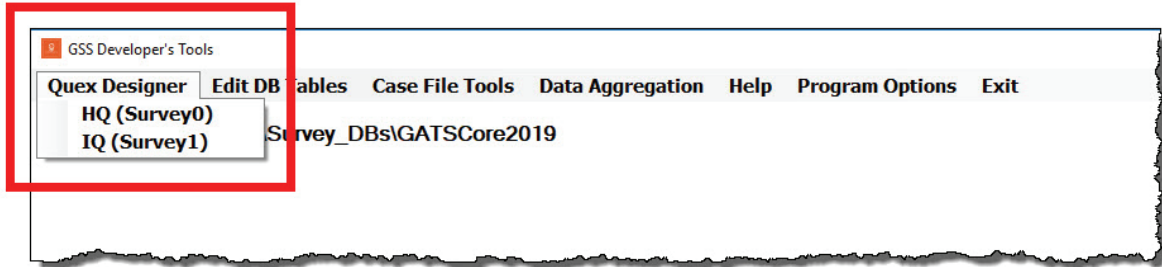 GSS Developer's Tools
Quex Designer Edit DB Tables Case File Tools Data Aggregation Help Program Options Exit
HQ (Survey0)
IQ (Survey1)
\Survey_DBs\GATSCore2019